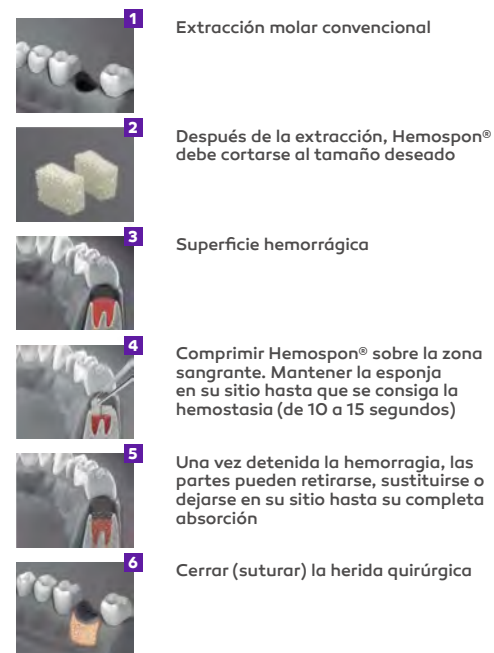 1
Extracción molar convencional
2
Después de la extracción, Hemospon®
debe cortarse al tamaño deseado
3
Superficie hemorrágica
4
Comprimir Hemospon® sobre la zona
sangrante. Mantener la esponja
en su sitio hasta que se consiga la
hemostasia (de 10 a 15 segundos)
5
Una vez detenida la hemorragia, las
partes pueden retirarse, sustituirse o
dejarse en su sitio hasta su completa
absorción
6
Cerrar (suturar) la herida quirúrgica